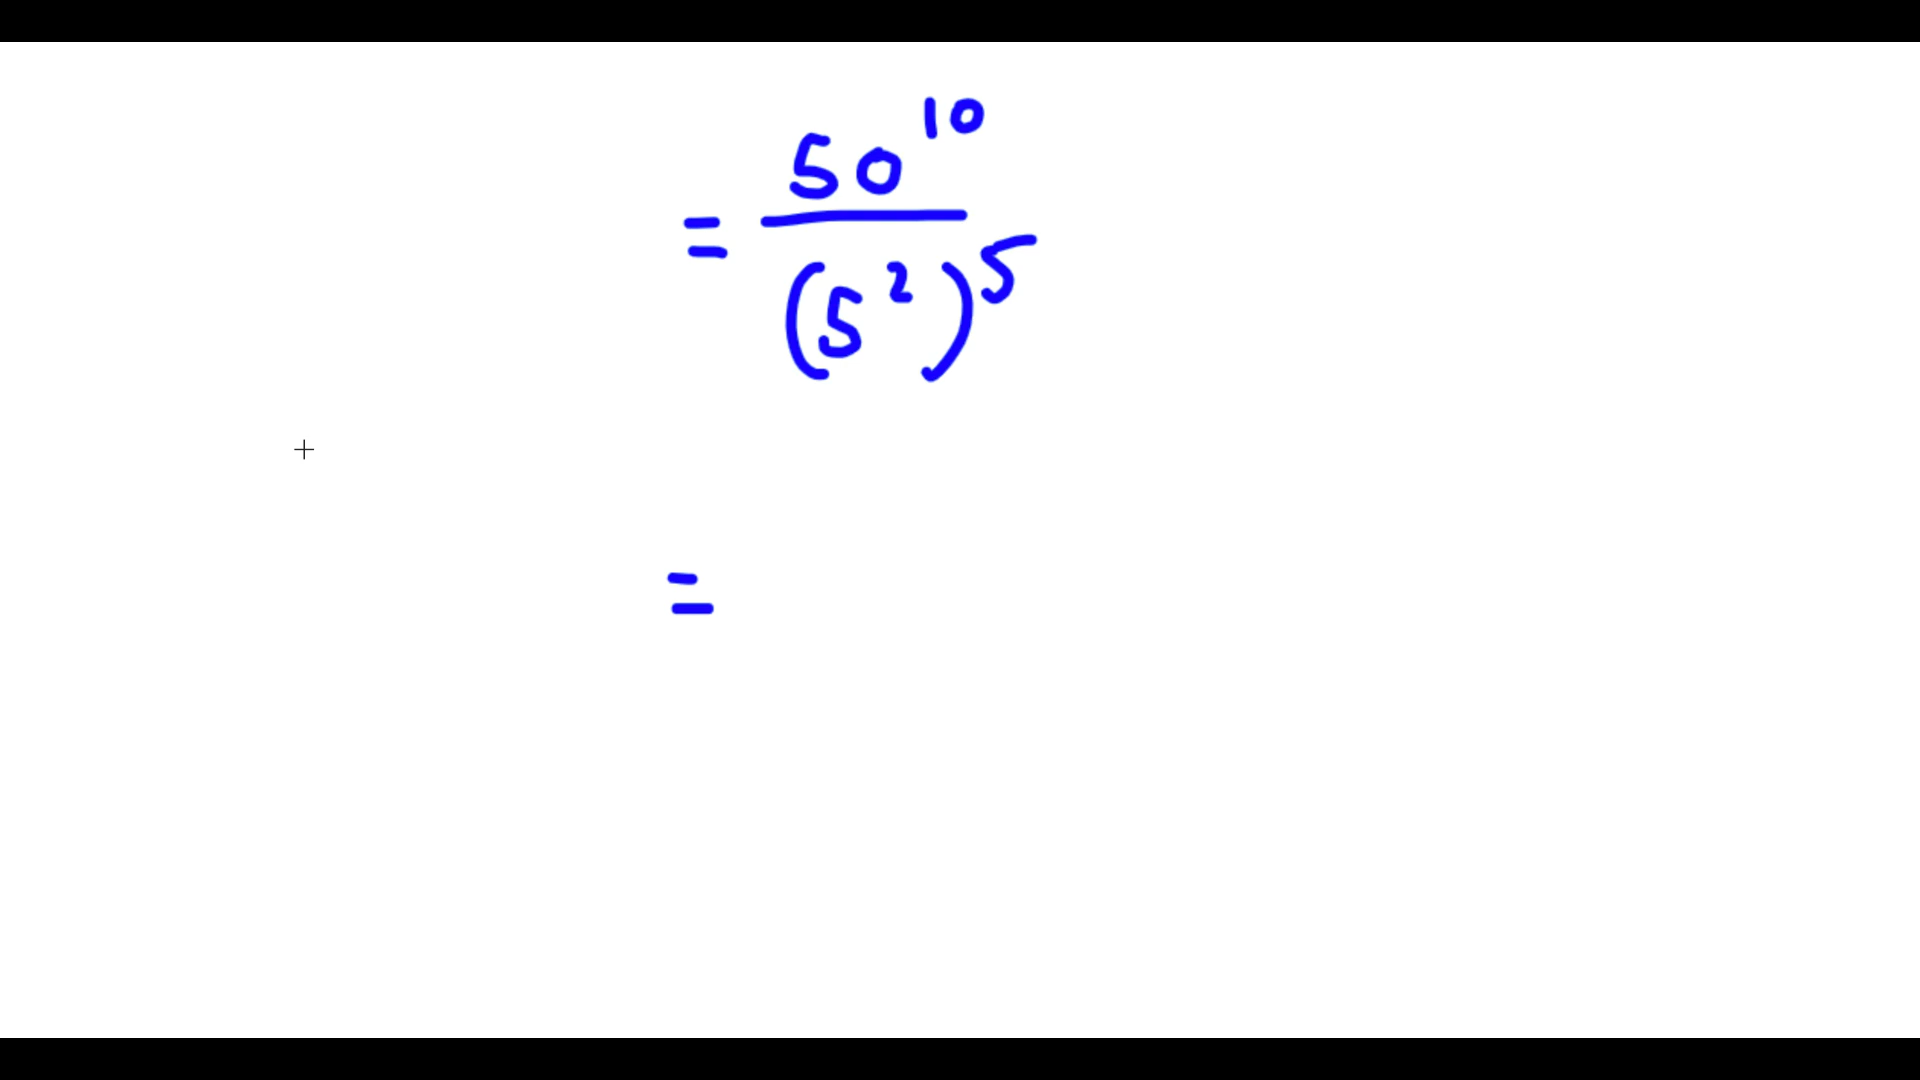 = 50^10
/ (5^2)^5
=